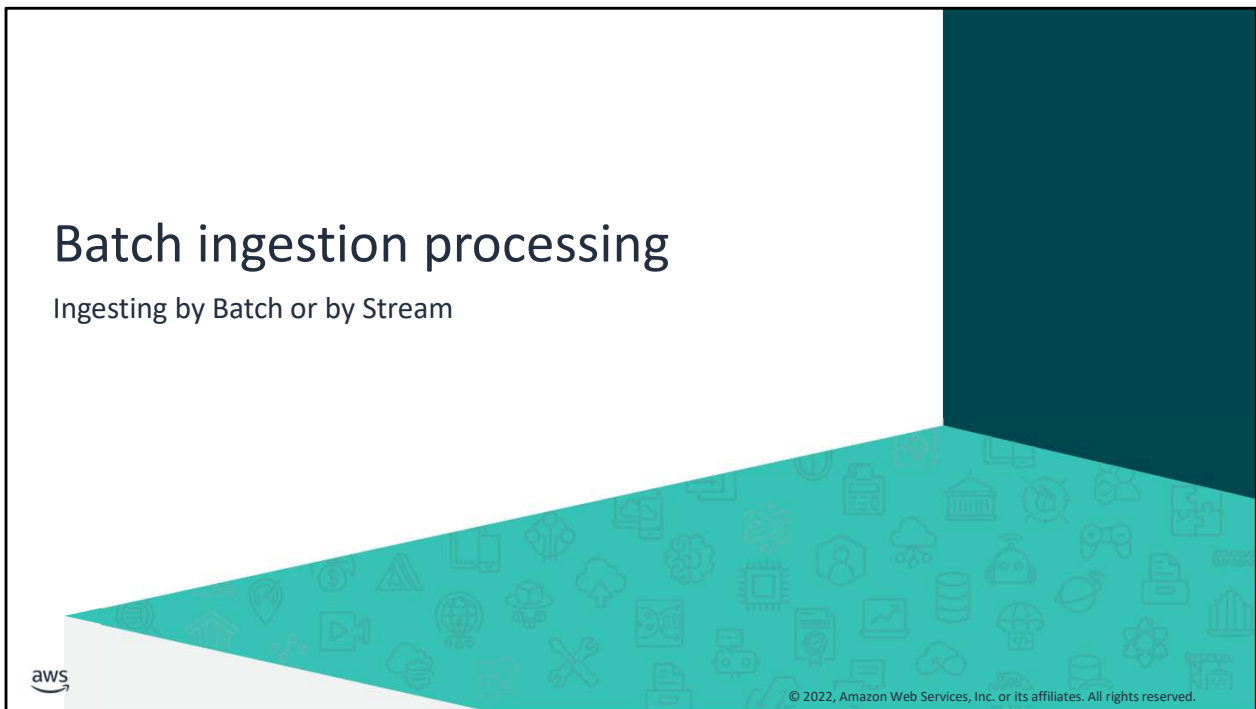 Batch ingestion processing
Ingesting by Batch or by Stream
aws
© 2022, Amazon Web Services, Inc. or its affiliates. All rights reserved.